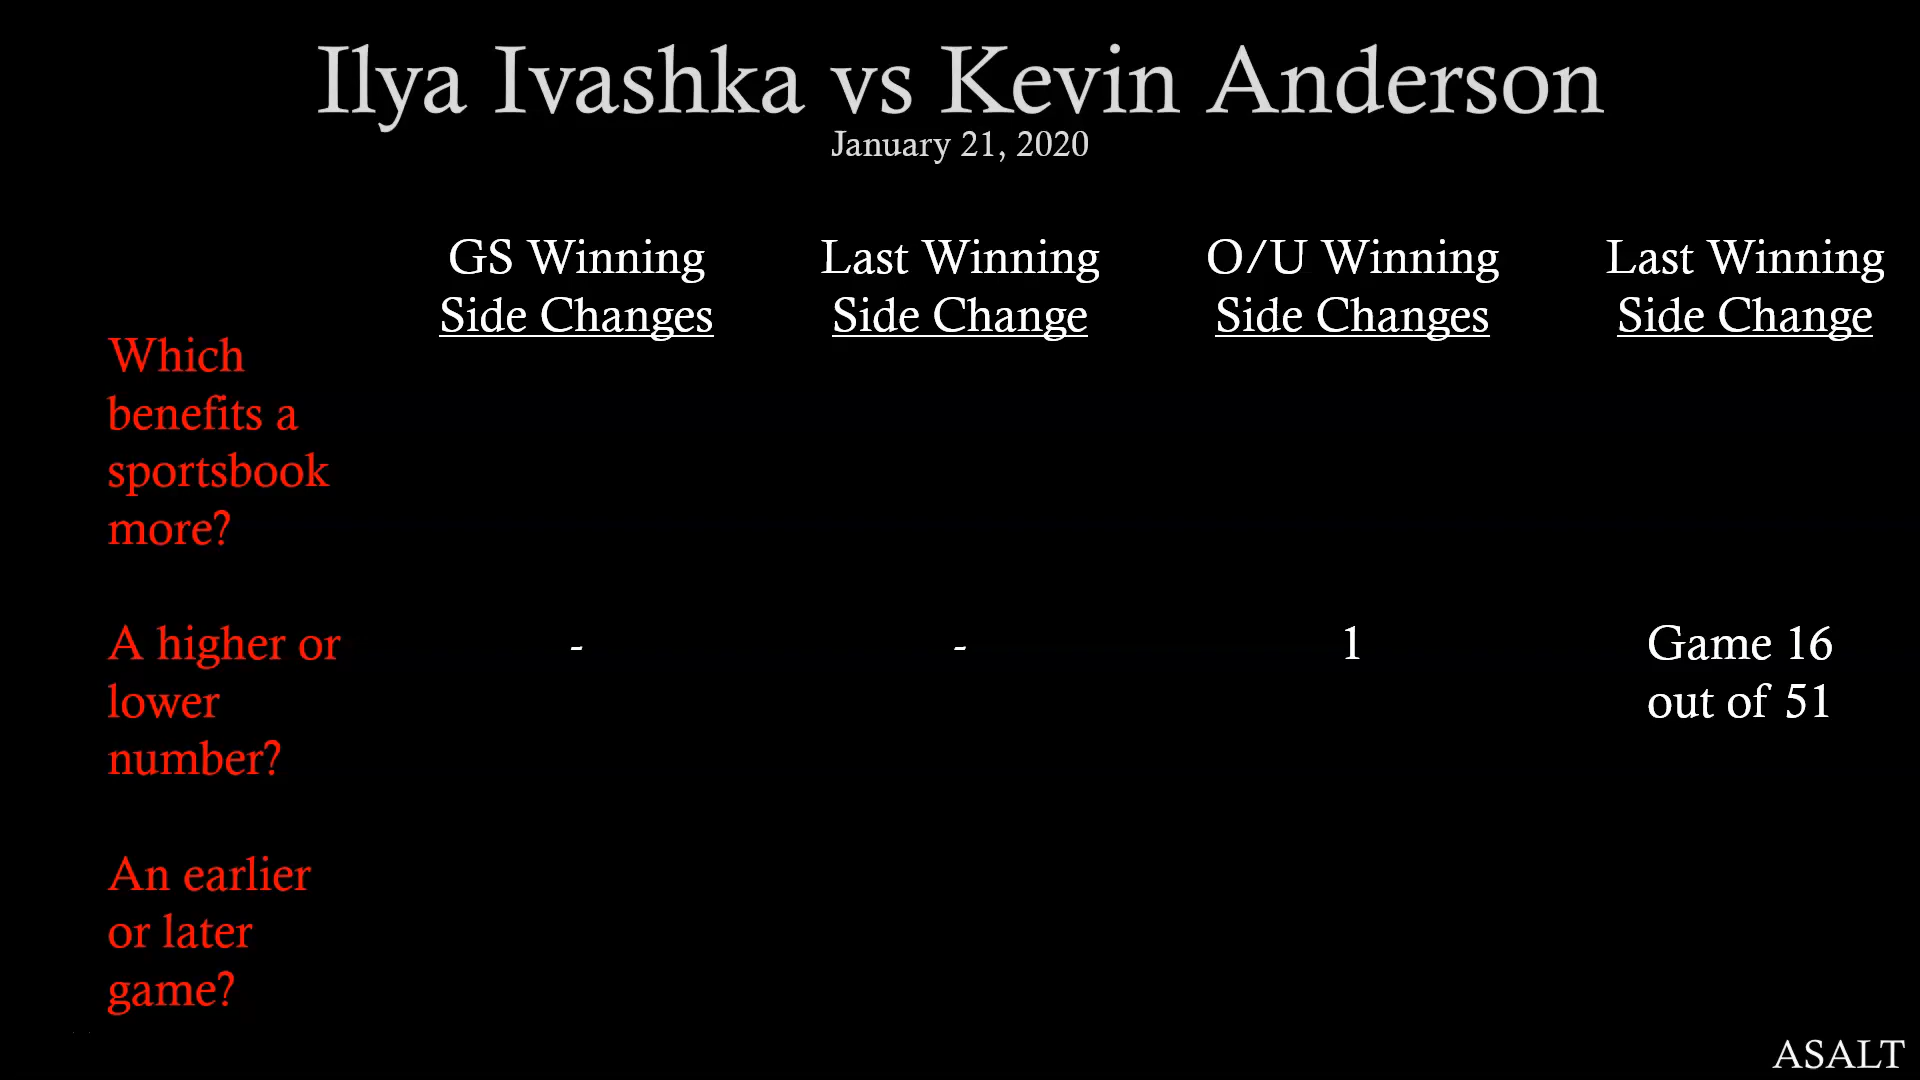 Ilya Ivashka vs Kevin Anderson
January 21, 2020
GS Winning
Side Changes
Last Winning
Side Change
O/U Winning
Side Changes
Last Winning
Side Change
Which
benefits a
sportsbook
more?
A higher or
lower
number?
-
-
1
Game 16
out of 51
An earlier
or later
game?
ASALT